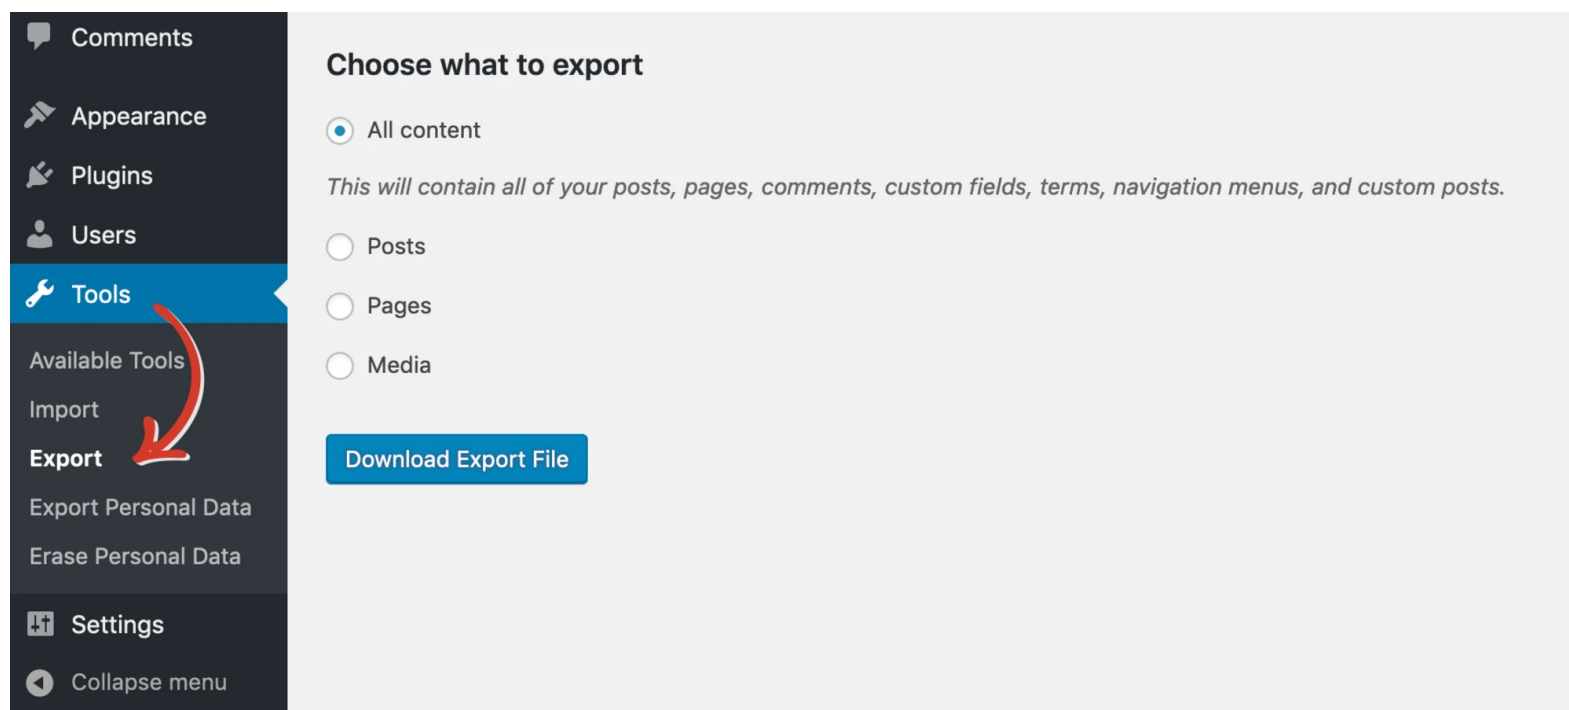 Comments
Appearance
Plugins
Users
Tools
Available Tools
Import
Export
Export Personal Data
Erase Personal Data
Settings
Collapse menu
Choose what to export
All content
This will contain all of your posts, pages, comments, custom fields, terms, navigation menus, and custom posts.
Posts
Pages
Media
Download Export File